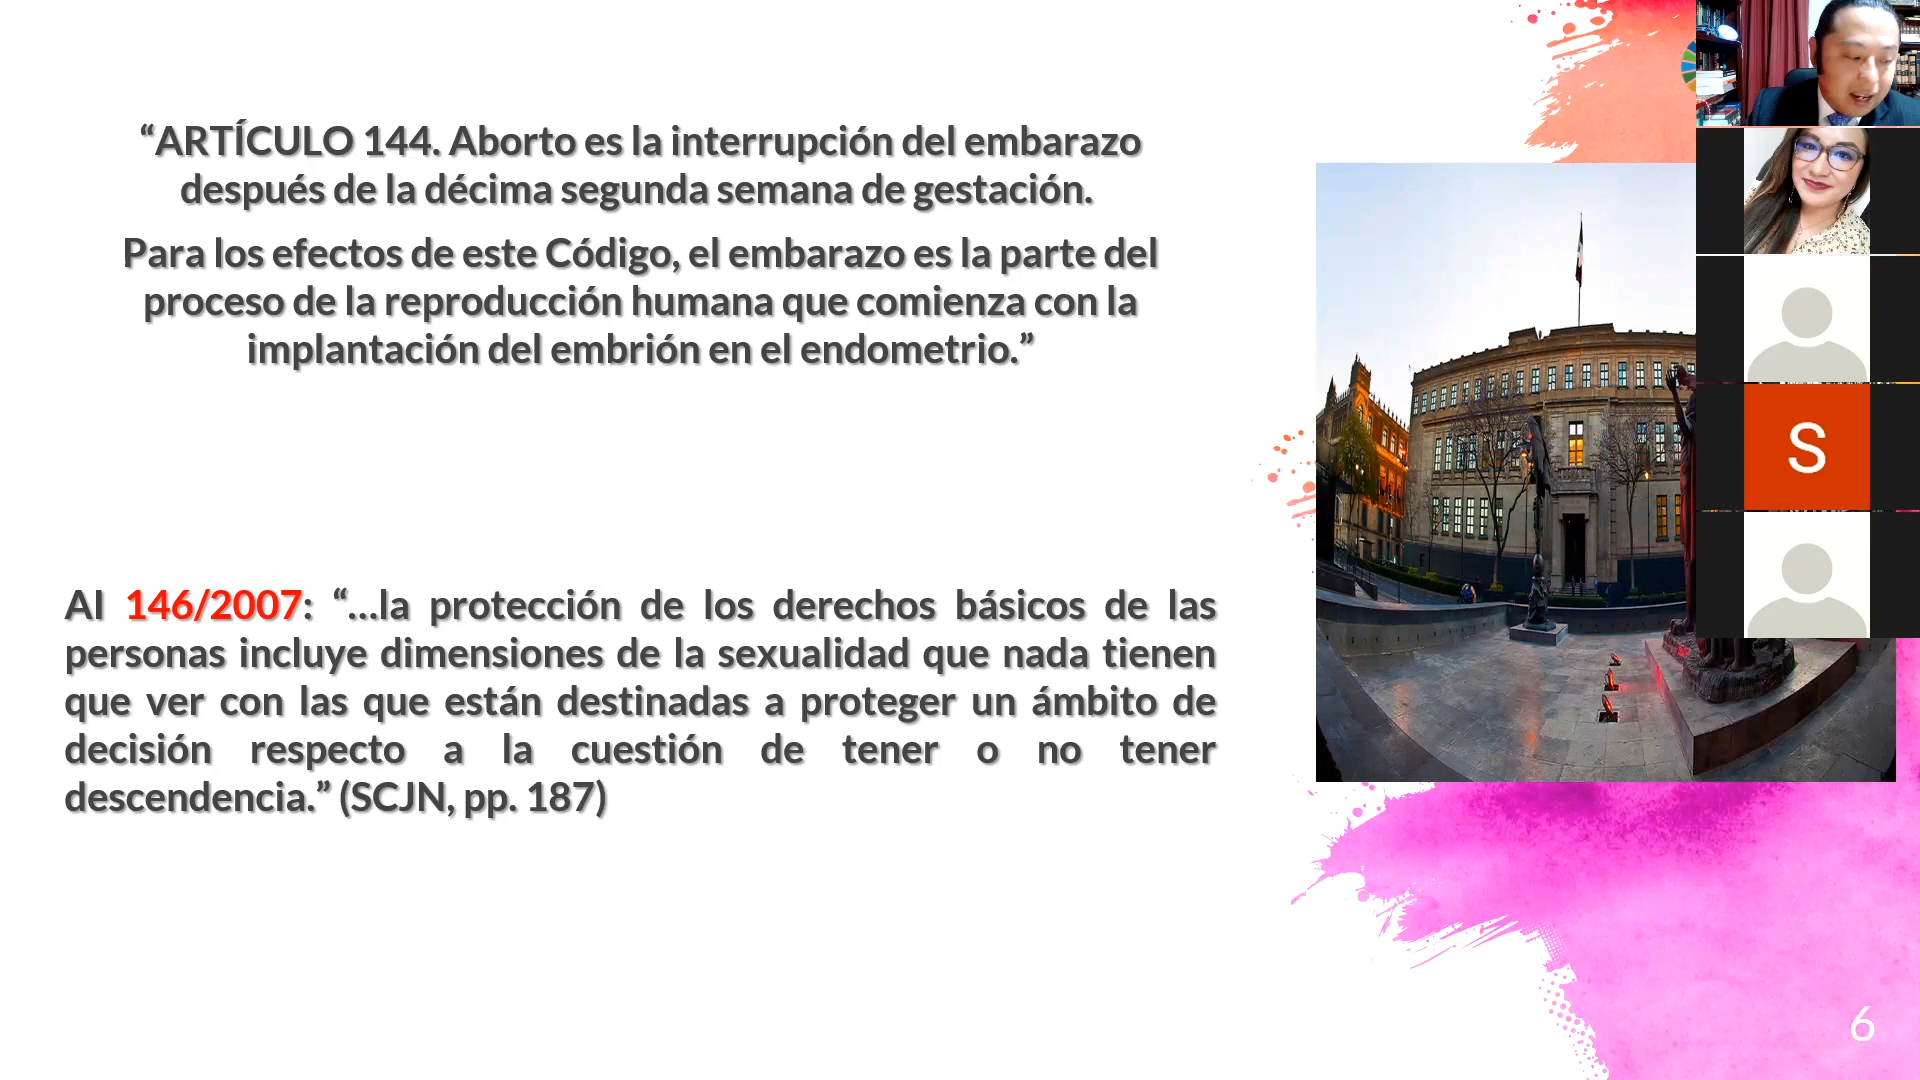 “ARTÍCULO 144. Aborto es la interrupción del embarazo
después de la décima segunda semana de gestación.
Para los efectos de este Código, el embarazo es la parte del
proceso de la reproducción humana que comienza con la
implantación del embrión en el endometrio.”
AI 146/2007: “...la protección de los derechos básicos de las
personas incluye dimensiones de la sexualidad que nada tienen
que ver con las que están destinadas a proteger un ámbito de
decisión respecto a la cuestión de tener o no tener
descendencia.” (SCJN, pp. 187)
S
6